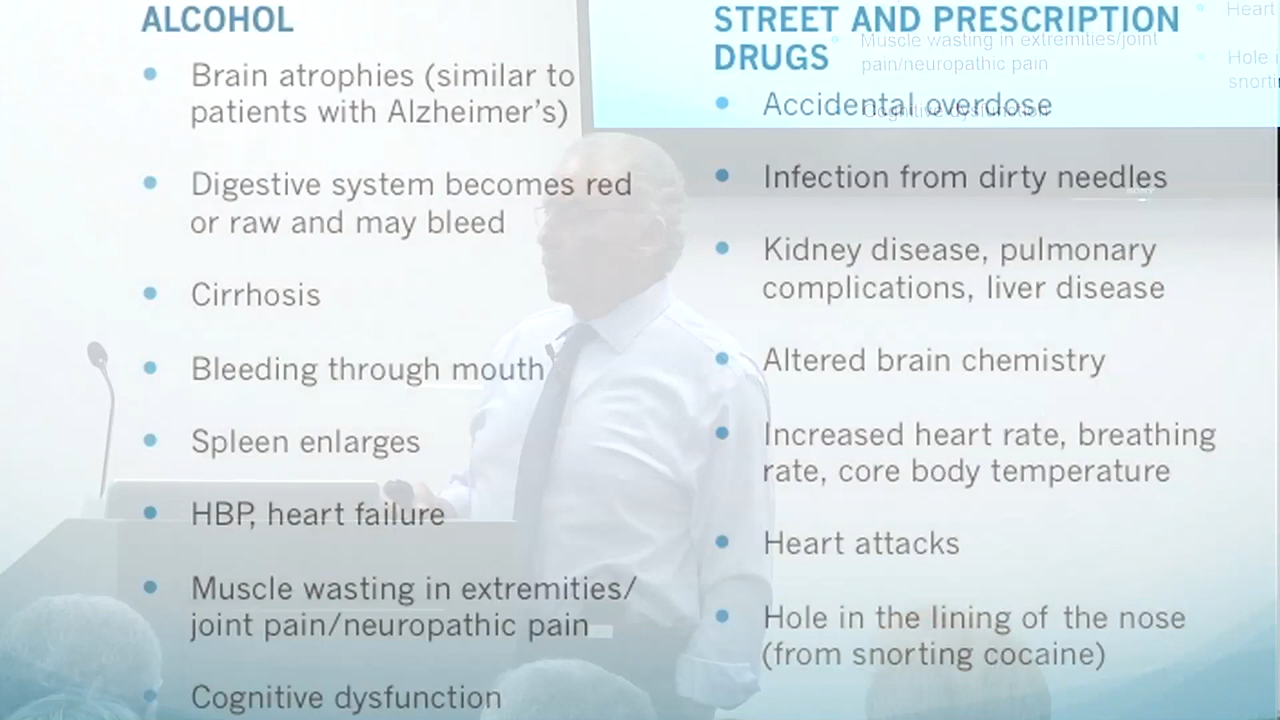 ALCOHOL
Brain atrophies (similar to
patients with Alzheimer's)
Digestive system becomes red
or raw and may bleed
Cirrhosis
Bleeding through mouth
Spleen enlarges
HBP, heart failure
Muscle wasting in extremities/
joint pain/neuropathic pain
Cognitive dysfunction
STREET AND PRESCRIPTION
DRUGS
Accidental overdose
Infection from dirty needles
Kidney disease, pulmonary
complications, liver disease
Altered brain chemistry
Increased heart rate, breathing
rate, core body temperature
Heart attacks
Hole in the lining of the nose
(from snorting cocaine)
Muscle wasting in extremities/joint
pain/neuropathic pain
Cognitive dysfunction
Heart
Hole